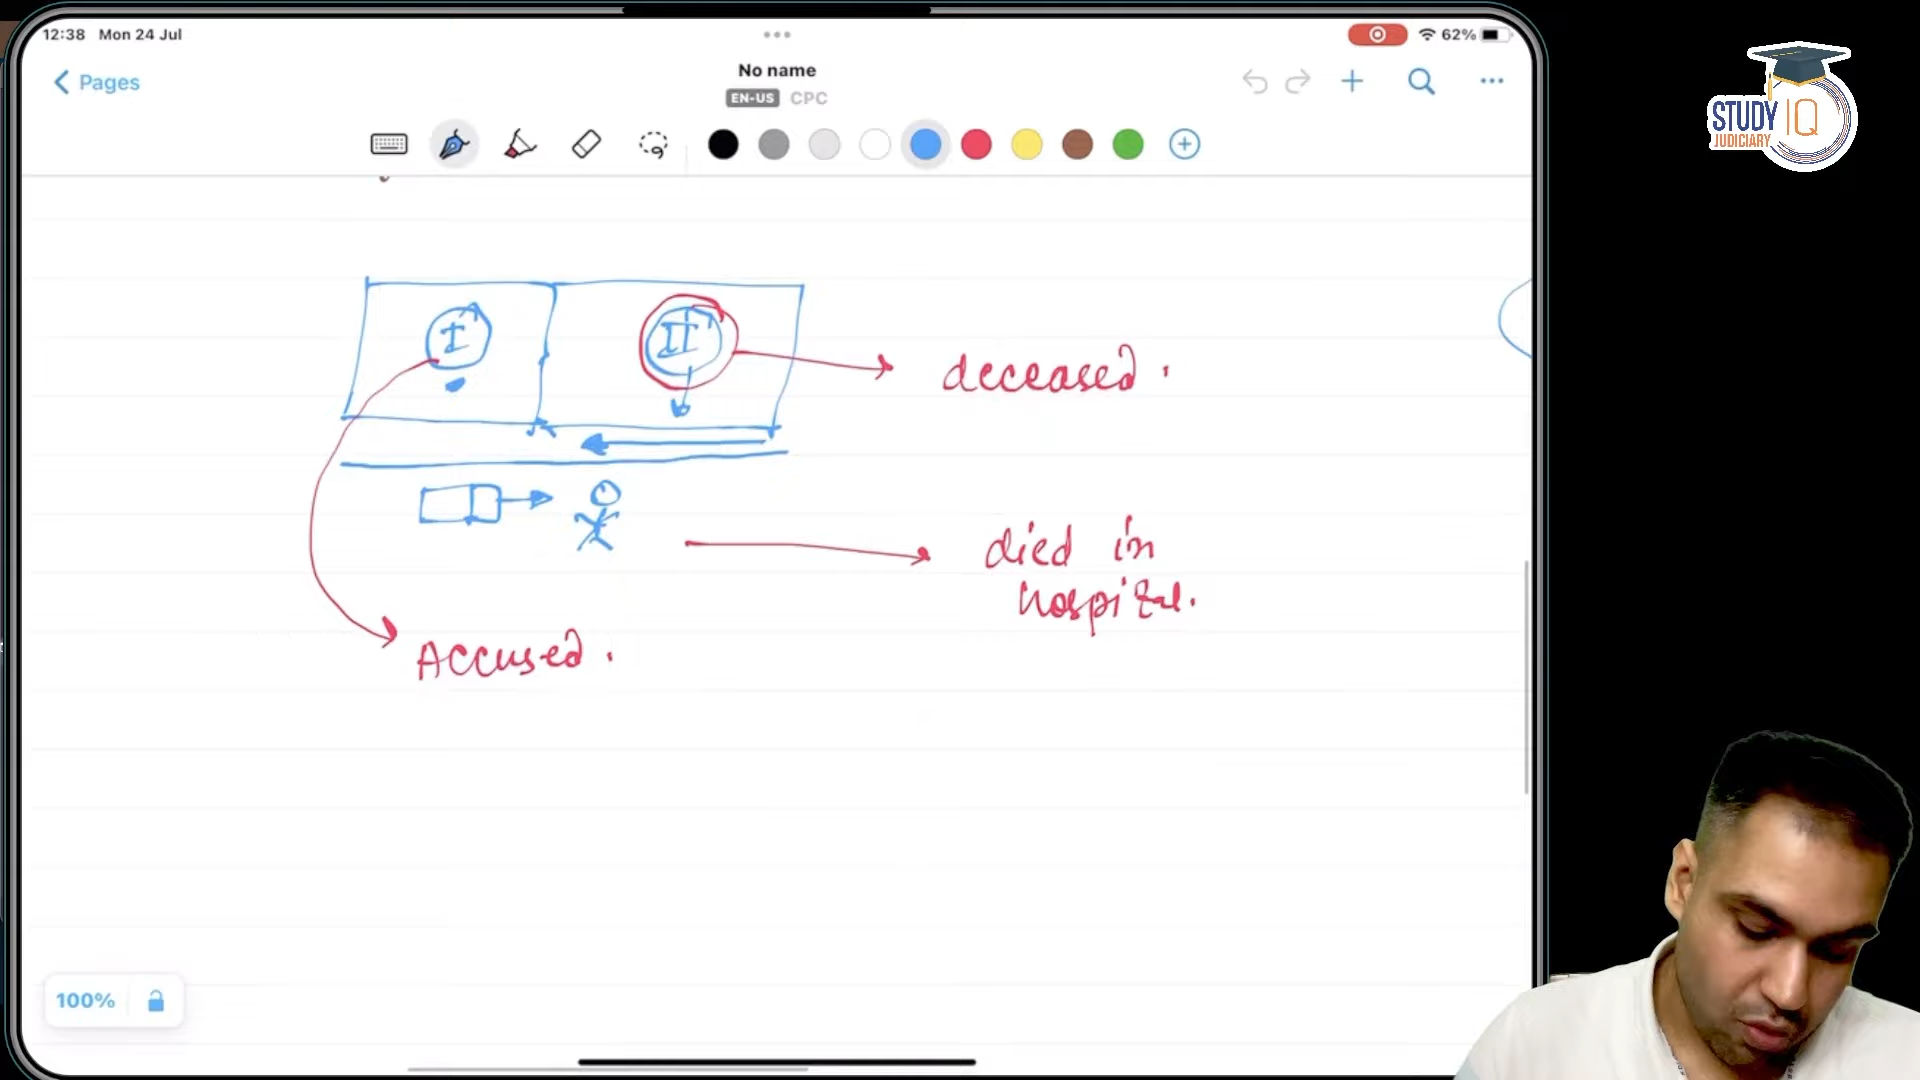 12:38 Mon 24 Jul
62%
Pages
No name
EN-US CPC
STUDY IQ
JUDICIARY
I
II
deceased.
died in
hospital.
Accused.
100%